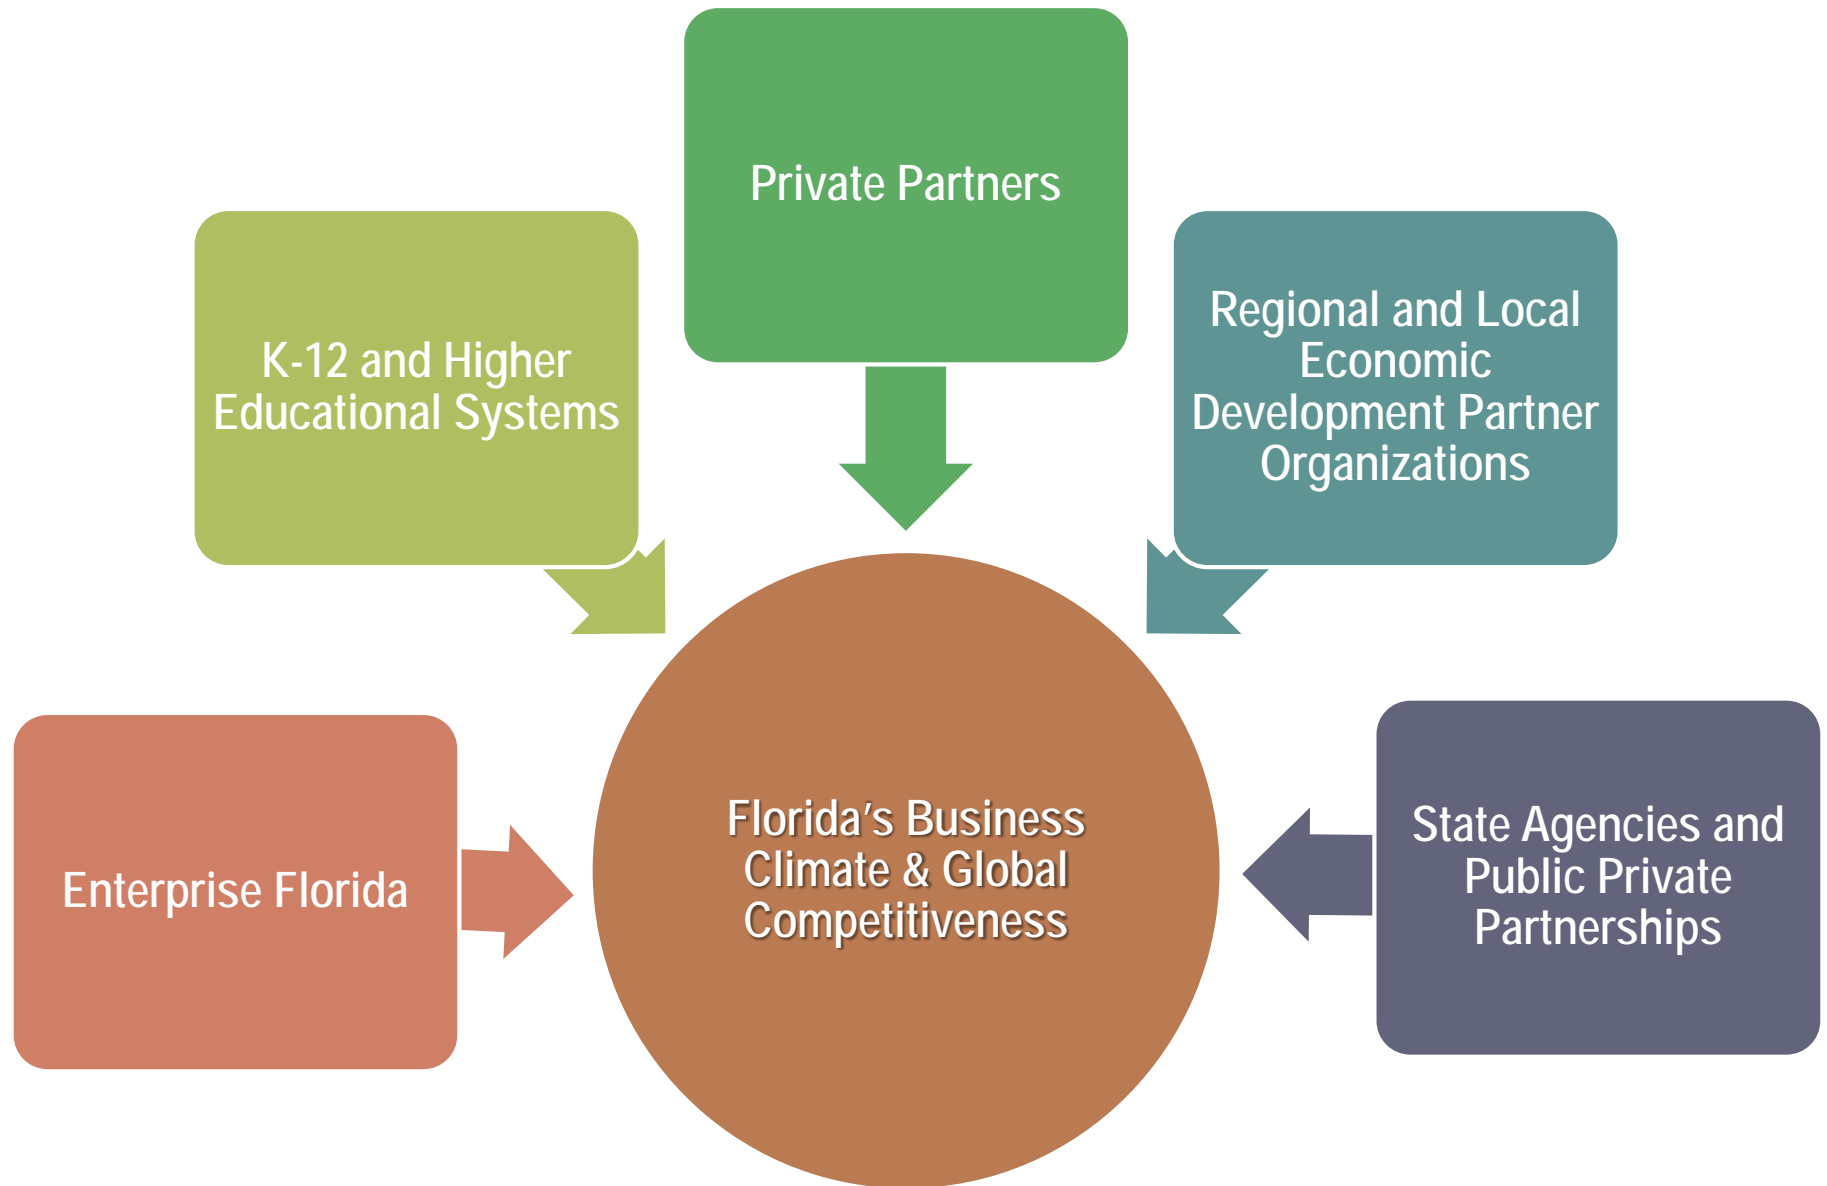 Private Partners
K-12 and Higher
Educational Systems
Regional and Local
Economic
Development Partner
Organizations
Enterprise Florida
Florida’s Business
Climate & Global
Competitiveness
State Agencies and
Public Private
Partnerships